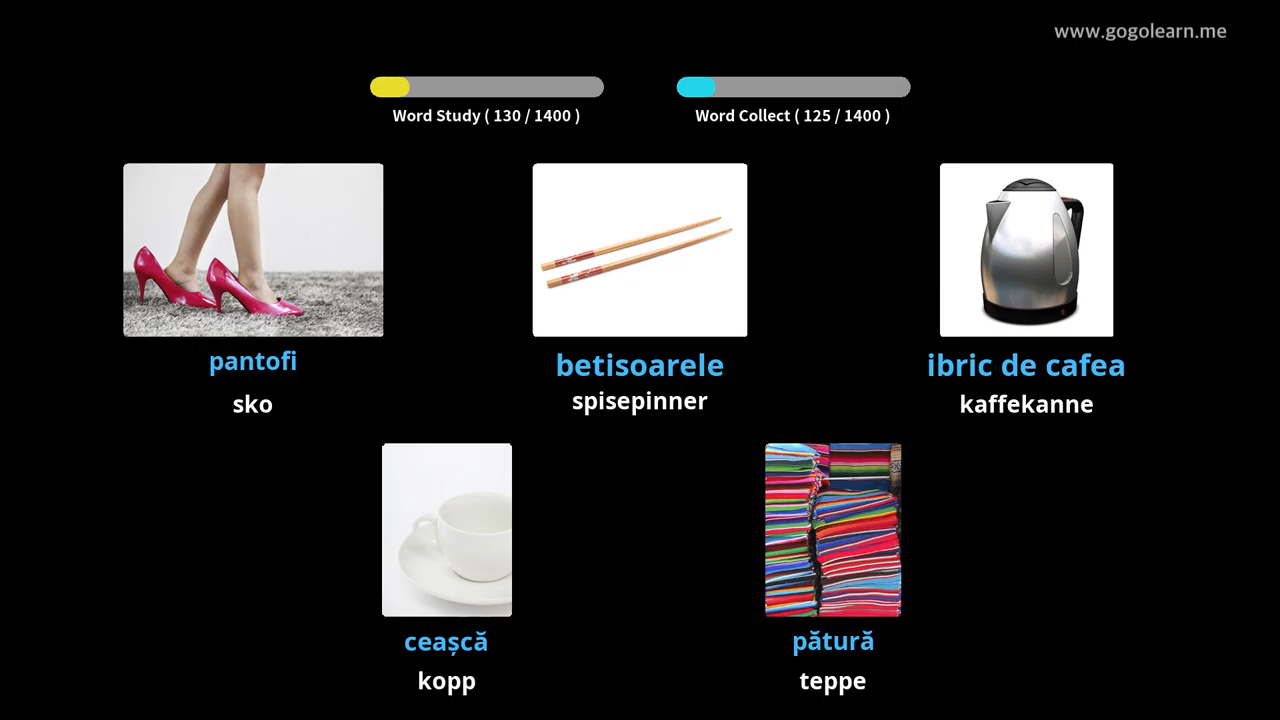 www.gogolearn.me
Word Study ( 130 / 1400 )
Word Collect ( 125 / 1400 )
pantofi
sko
betisoarele
spisepinner
ibric de cafea
kaffekanne
ceașcă
kopp
pătură
teppe